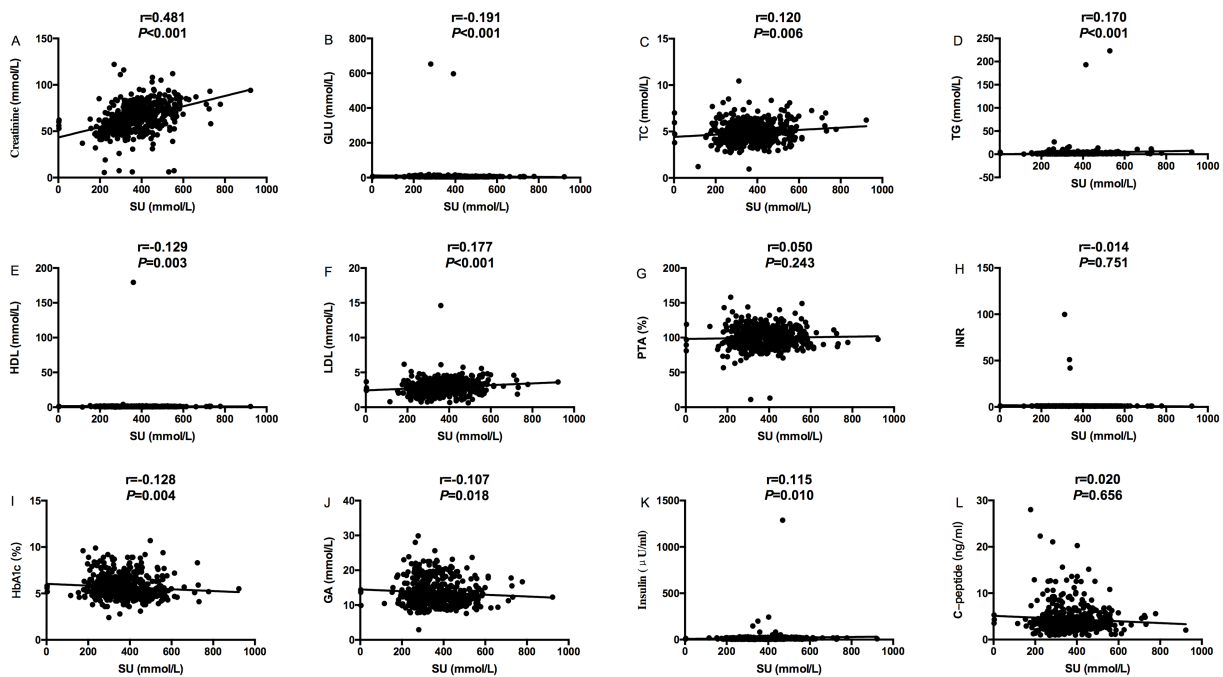 A
r=0.481
P<0.001
Creatinine (mmol/L)
150
100
50
0
0 200 400 600 800 1000
SU (mmol/L)
B
r=-0.191
P<0.001
GLU (mmol/L)
800
600
400
200
0
0 200 400 600 800 1000
SU (mmol/L)
C
r=0.120
P=0.006
TC (mmol/L)
15
10
5
0
0 200 400 600 800 1000
SU (mmol/L)
D
r=0.170
P<0.001
TG (mmol/L)
250
200
150
100
50
0
-50
200 400 600 800 1000
SU (mmol/L)
E
r=-0.129
P=0.003
HDL (mmol/L)
200
150
100
50
0
0 200 400 600 800 1000
SU (mmol/L)
F
r=0.177
P<0.001
LDL (mmol/L)
20
15
10
5
0
0 200 400 600 800 1000
SU (mmol/L)
G
r=0.050
P=0.243
PTA (%)
200
150
100
50
0
0 200 400 600 800 1000
SU (mmol/L)
H
r=-0.014
P=0.751
INR
150
100
50
0
0 200 400 600 800 1000
SU (mmol/L)
I
r=-0.128
P=0.004
HbA1c (%)
15
10
5
0
0 200 400 600 800 1000
SU (mmol/L)
J
r=-0.107
P=0.018
GA (mmol/L)
40
30
20
10
0
0 200 400 600 800 1000
SU (mmol/L)
K
r=0.115
P=0.010
Insulin (μU/ml)
1500
1000
500
0
0 200 400 600 800 1000
SU (mmol/L)
L
r=0.020
P=0.656
C-peptide (ng/ml)
30
20
10
0
0 200 400 600 800 1000
SU (mmol/L)